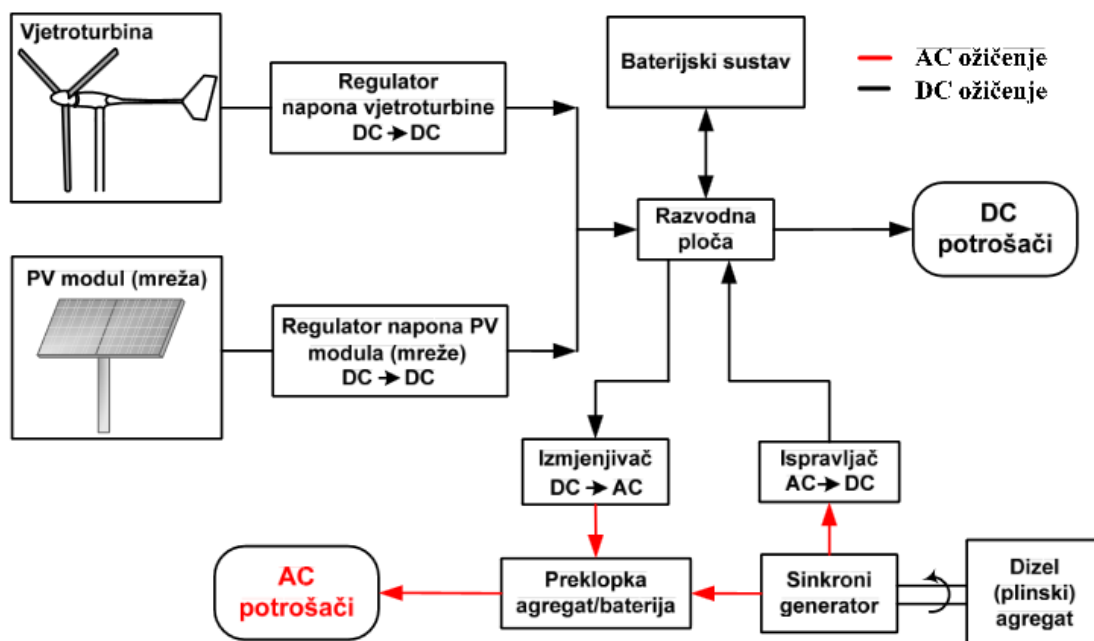 Vjetroturbina
Regulator
napona vjetroturbine
DC → DC
Baterijski sustav
AC ožičenje
DC ožičenje
Razvodna
ploča
DC
potrošači
PV modul (mreža)
Regulator napona PV
modula (mreže)
DC → DC
Izmjenjivač
DC → AC
Ispravljač
AC → DC
AC
potrošači
Preklopka
agregat/baterija
Sinkroni
generator
Dizel
(plinski)
agregat